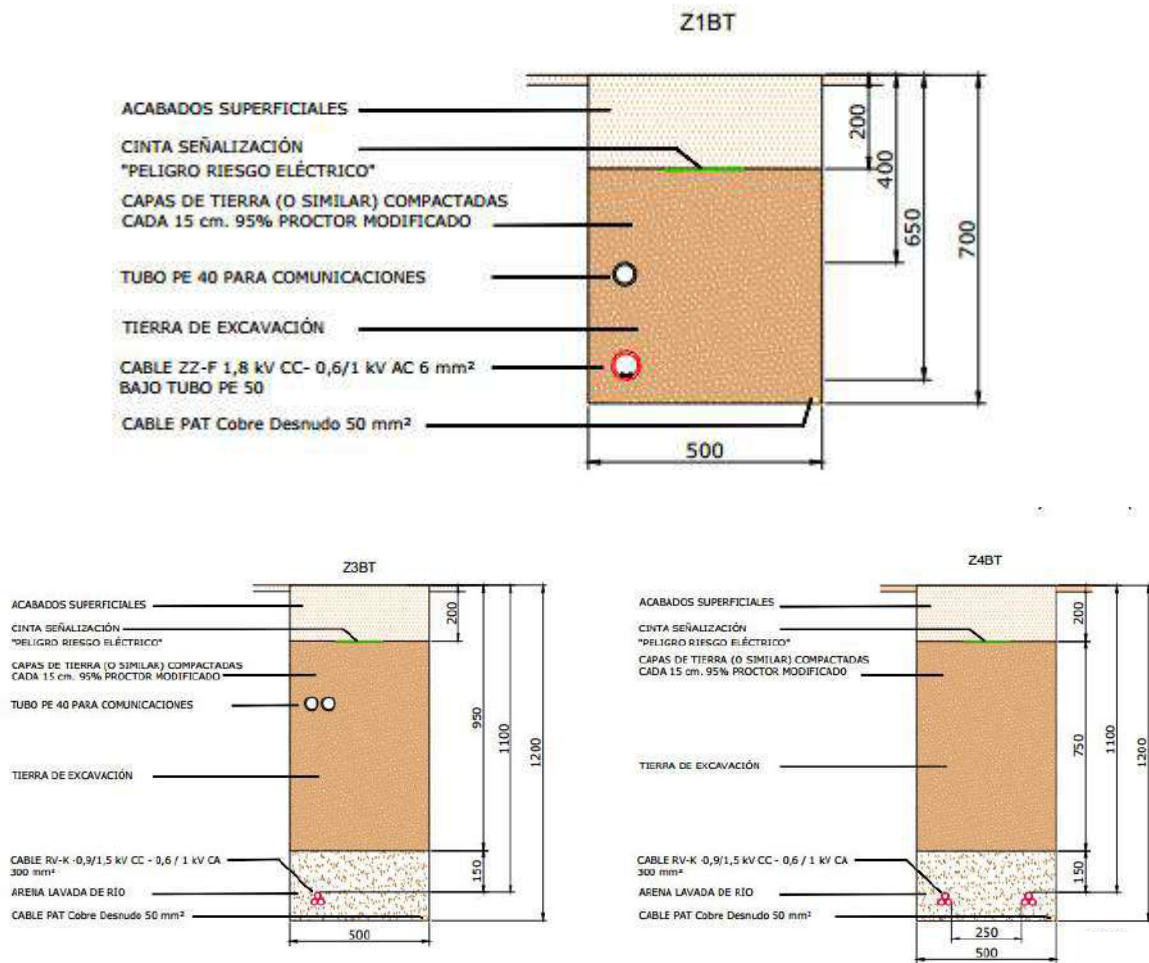 Z1BT
ACABADOS SUPERFICIALES
CINTA SEÑALIZACIÓN
"PELIGRO RIESGO ELÉCTRICO"
CAPAS DE TIERRA (O SIMILAR) COMPACTADAS
CADA 15 cm. 95% PROCTOR MODIFICADO
TUBO PE 40 PARA COMUNICACIONES
TIERRA DE EXCAVACIÓN
CABLE ZZ-F 1,8 kV CC- 0,6/1 kV AC 6 mm²
BAJO TUBO PE 50
CABLE PAT Cobre Desnudo 50 mm²
200
400
650
700
500
Z3BT
ACABADOS SUPERFICIALES
CINTA SEÑALIZACIÓN
"PELIGRO RIESGO ELÉCTRICO"
CAPAS DE TIERRA (O SIMILAR) COMPACTADAS
CADA 15 cm. 95% PROCTOR MODIFICADO
TUBO PE 40 PARA COMUNICACIONES
TIERRA DE EXCAVACIÓN
CABLE RV-K -0,9/1,5 kV CC - 0,6 / 1 kV CA
300 mm²
ARENA LAVADA DE RIO
CABLE PAT Cobre Desnudo 50 mm²
200
950
1100
1200
150
500
Z4BT
ACABADOS SUPERFICIALES
CINTA SEÑALIZACIÓN
"PELIGRO RIESGO ELÉCTRICO"
CAPAS DE TIERRA (O SIMILAR) COMPACTADAS
CADA 15 cm. 95% PROCTOR MODIFICADO
TIERRA DE EXCAVACIÓN
CABLE RV-K -0,9/1,5 kV CC - 0,6 / 1 kV CA
300 mm²
ARENA LAVADA DE RIO
CABLE PAT Cobre Desnudo 50 mm²
200
750
1100
1200
150
250
500